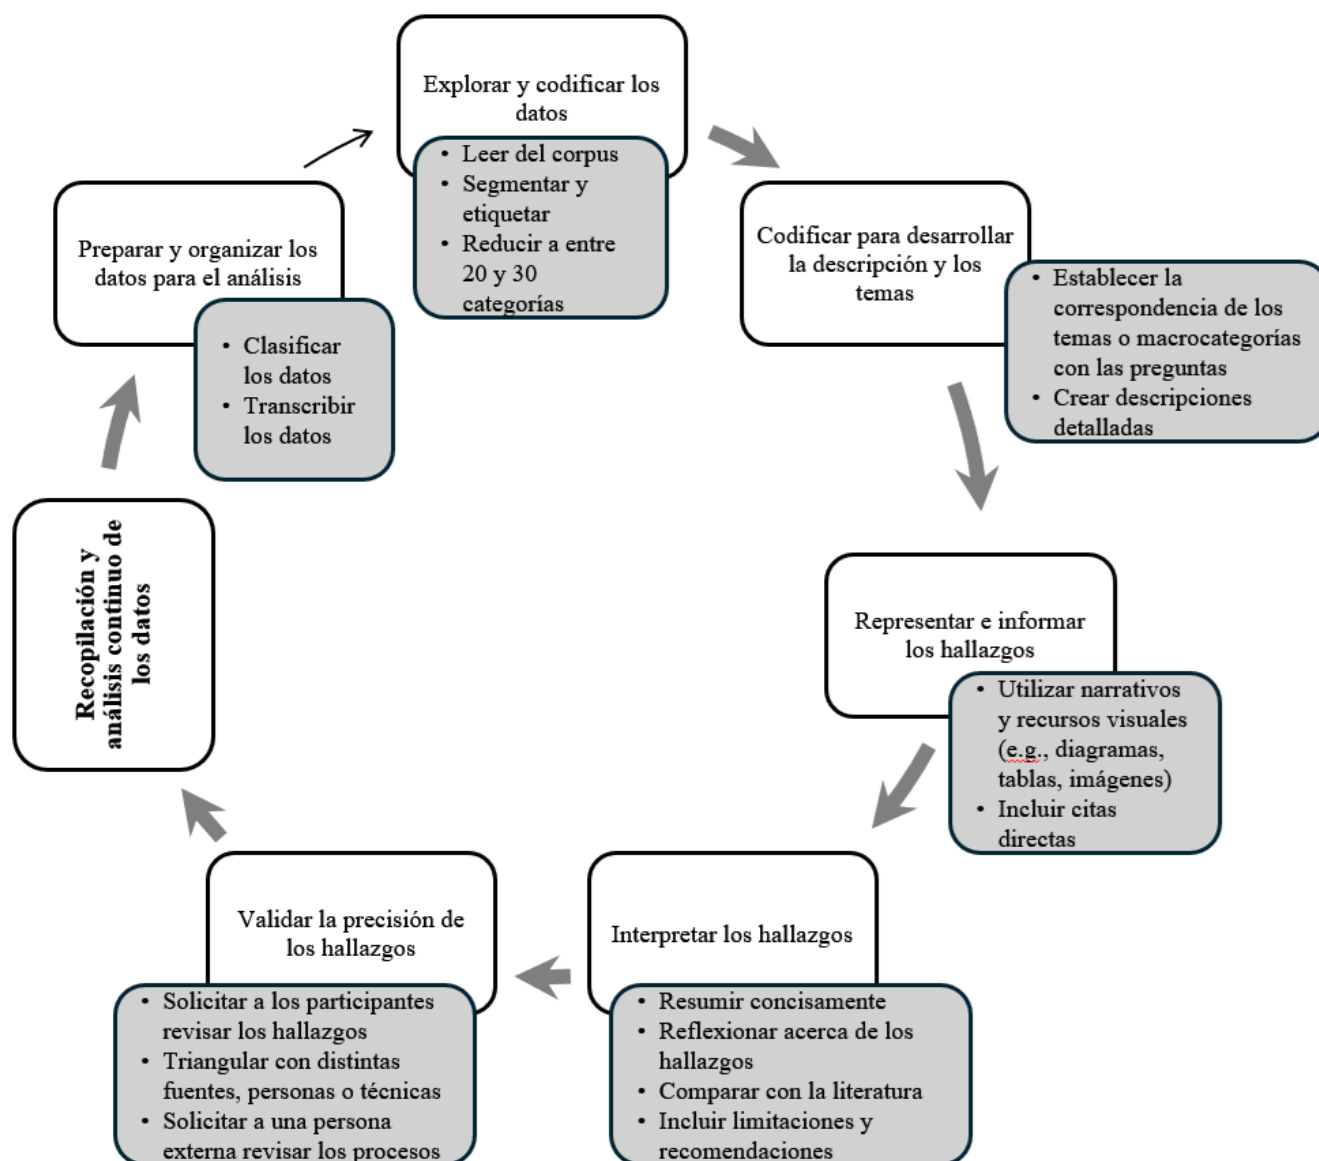 Explorar y codificar los
datos
• Leer del corpus
• Segmentar y
etiquetar
• Reducir a entre
20 y 30
categorías
Preparar y organizar los
datos para el análisis
• Clasificar
los datos
• Transcribir
los datos
Codificar para desarrollar
la descripción y los
temas
• Establecer la
correspondencia de los
temas o macrocategorías
con las preguntas
• Crear descripciones
detalladas
Recopilación y
análisis continuo de
los datos
Representar e informar
los hallazgos
• Utilizar narrativos
y recursos visuales
(e.g., diagramas,
tablas, imágenes)
• Incluir citas
directas
Validar la precisión de
los hallazgos
• Solicitar a los participantes
revisar los hallazgos
• Triangular con distintas
fuentes, personas o técnicas
• Solicitar a una persona
externa revisar los procesos
Interpretar los hallazgos
• Resumir concisamente
• Reflexionar acerca de los
hallazgos
• Comparar con la literatura
• Incluir limitaciones y
recomendaciones